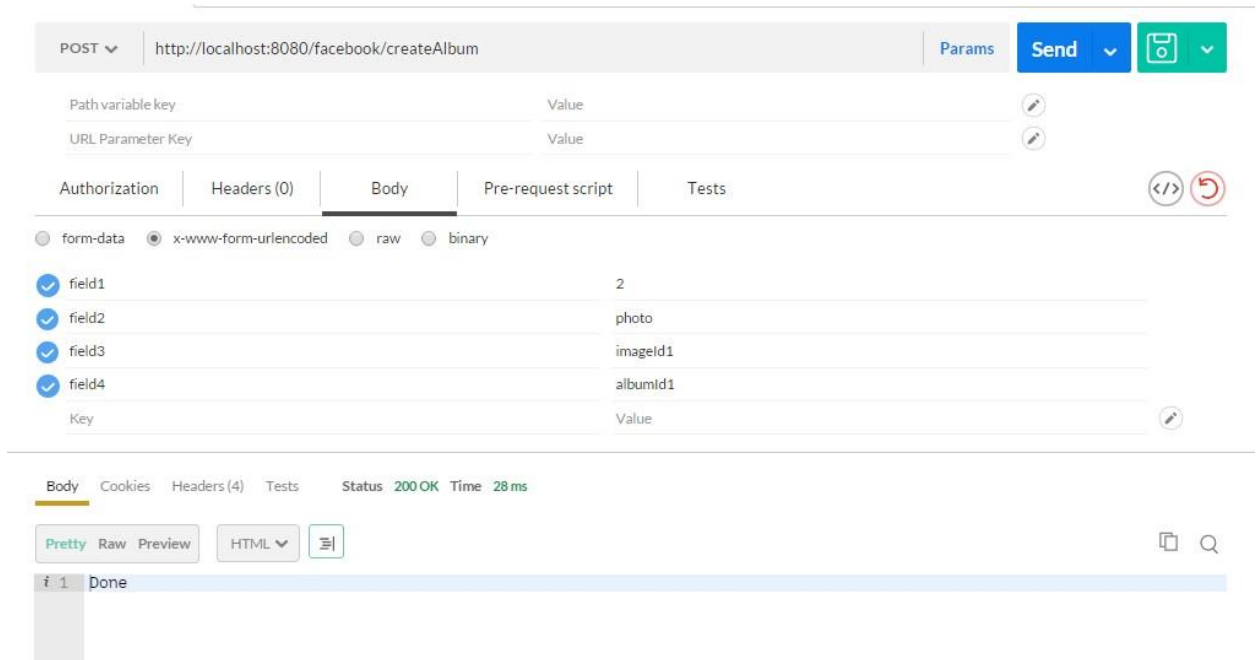 POST http://localhost:8080/facebook/createAlbum Params Send
Path variable key Value
URL Parameter Key Value
Authorization Headers (0) Body Pre-request script Tests </>
form-data x-www-form-urlencoded raw binary
field1 2
field2 photo
field3 imageId1
field4 albumId1
Key Value
Body Cookies Headers (4) Tests Status 200 OK Time 28 ms
Pretty Raw Preview HTML
i 1 Done